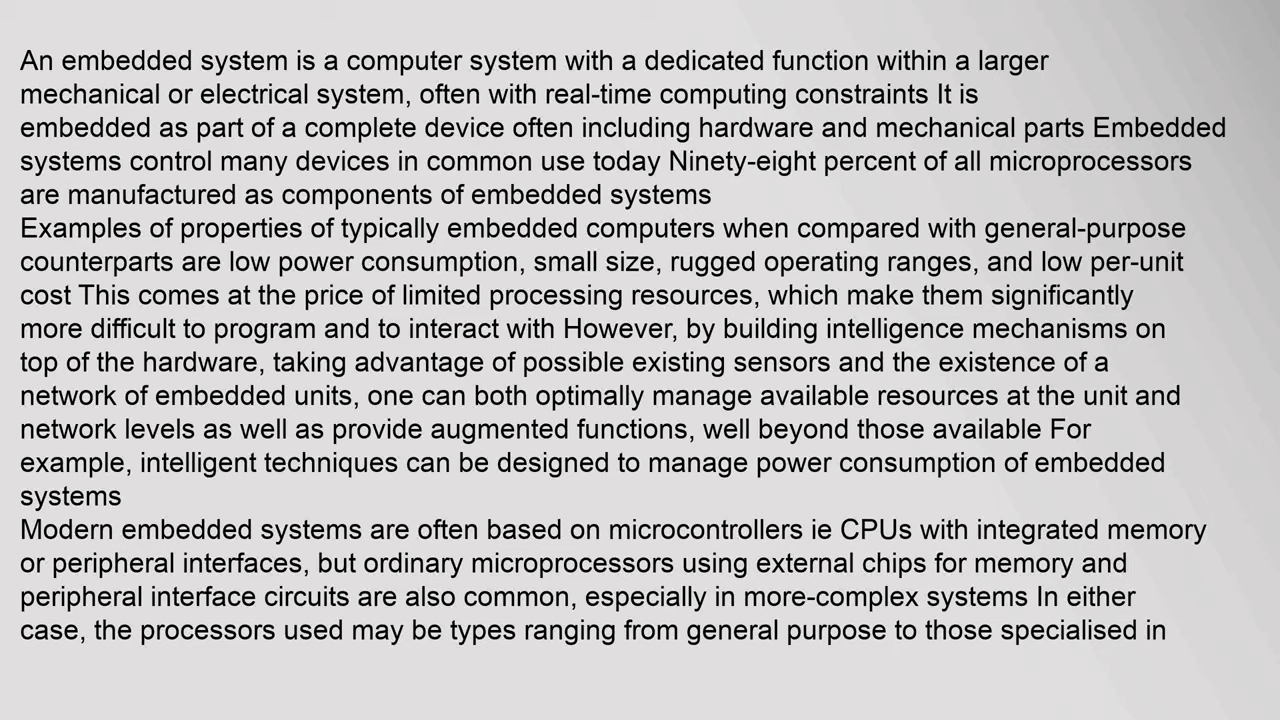 An embedded system is a computer system with a dedicated function within a larger
mechanical or electrical system, often with real-time computing constraints It is
embedded as part of a complete device often including hardware and mechanical parts Embedded
systems control many devices in common use today Ninety-eight percent of all microprocessors
are manufactured as components of embedded systems
Examples of properties of typically embedded computers when compared with general-purpose
counterparts are low power consumption, small size, rugged operating ranges, and low per-unit
cost This comes at the price of limited processing resources, which make them significantly
more difficult to program and to interact with However, by building intelligence mechanisms on
top of the hardware, taking advantage of possible existing sensors and the existence of a
network of embedded units, one can both optimally manage available resources at the unit and
network levels as well as provide augmented functions, well beyond those available For
example, intelligent techniques can be designed to manage power consumption of embedded
systems
Modern embedded systems are often based on microcontrollers ie CPUs with integrated memory
or peripheral interfaces, but ordinary microprocessors using external chips for memory and
peripheral interface circuits are also common, especially in more-complex systems In either
case, the processors used may be types ranging from general purpose to those specialised in